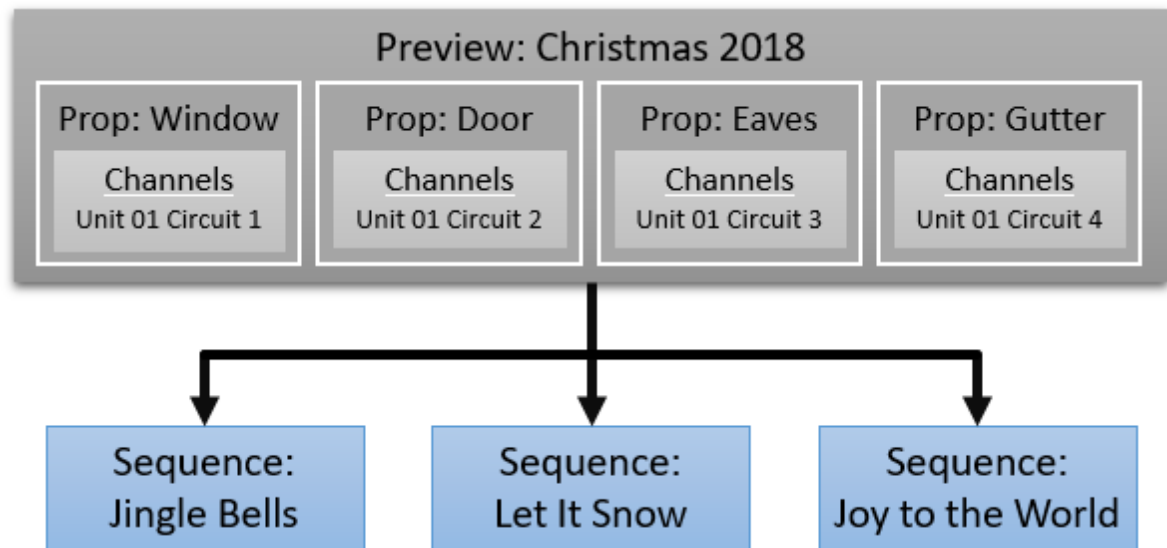 Preview: Christmas 2018
Prop: Window
Channels
Unit 01 Circuit 1
Prop: Door
Channels
Unit 01 Circuit 2
Prop: Eaves
Channels
Unit 01 Circuit 3
Prop: Gutter
Channels
Unit 01 Circuit 4
Sequence:
Jingle Bells
Sequence:
Let It Snow
Sequence:
Joy to the World